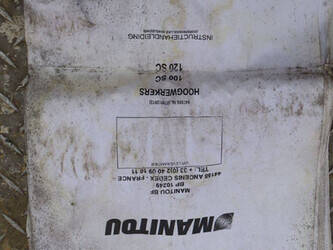 MANITOU
MANITOU BF
BP 10249
44158 ANCENIS CEDEX - FRANCE
TEL : + 33 (0)2 40 09 10 11
HOOGWERKERS
100 SC
120 SC
INSTRUCTIEHANDLEIDING